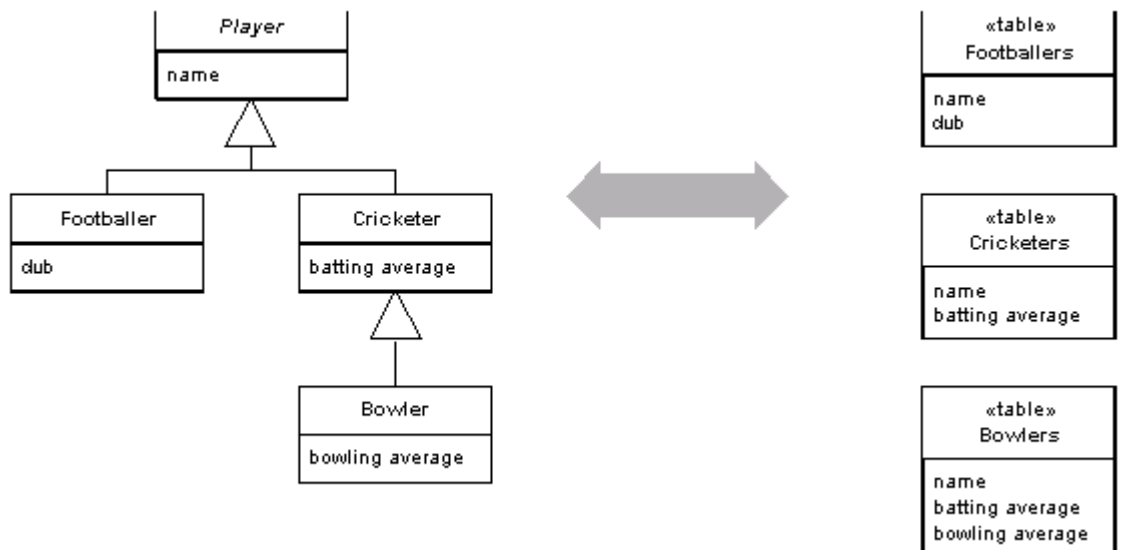 Player
name
Footballer
club
Cricketer
batting average
Bowler
bowling average
«table»
Footballers
name
club
«table»
Cricketers
name
batting average
«table»
Bowlers
name
batting average
bowling average